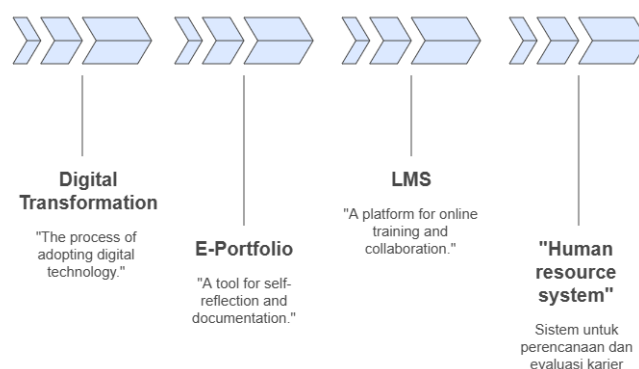 Digital
Transformation
"The process of
adopting digital
technology."
E-Portfolio
"A tool for self-
reflection and
documentation."
LMS
"A platform for online
training and
collaboration."
"Human
resource
system"
Sistem untuk
perencanaan dan
evaluasi karier